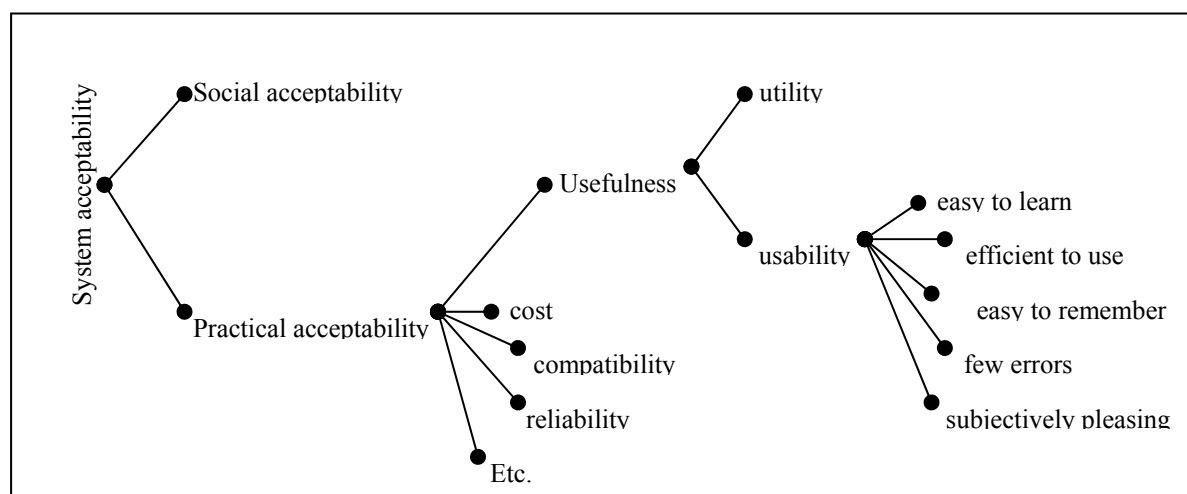 System acceptability
Social acceptability
Practical acceptability
Usefulness
cost
compatibility
reliability
Etc.
utility
usability
easy to learn
efficient to use
easy to remember
few errors
subjectively pleasing